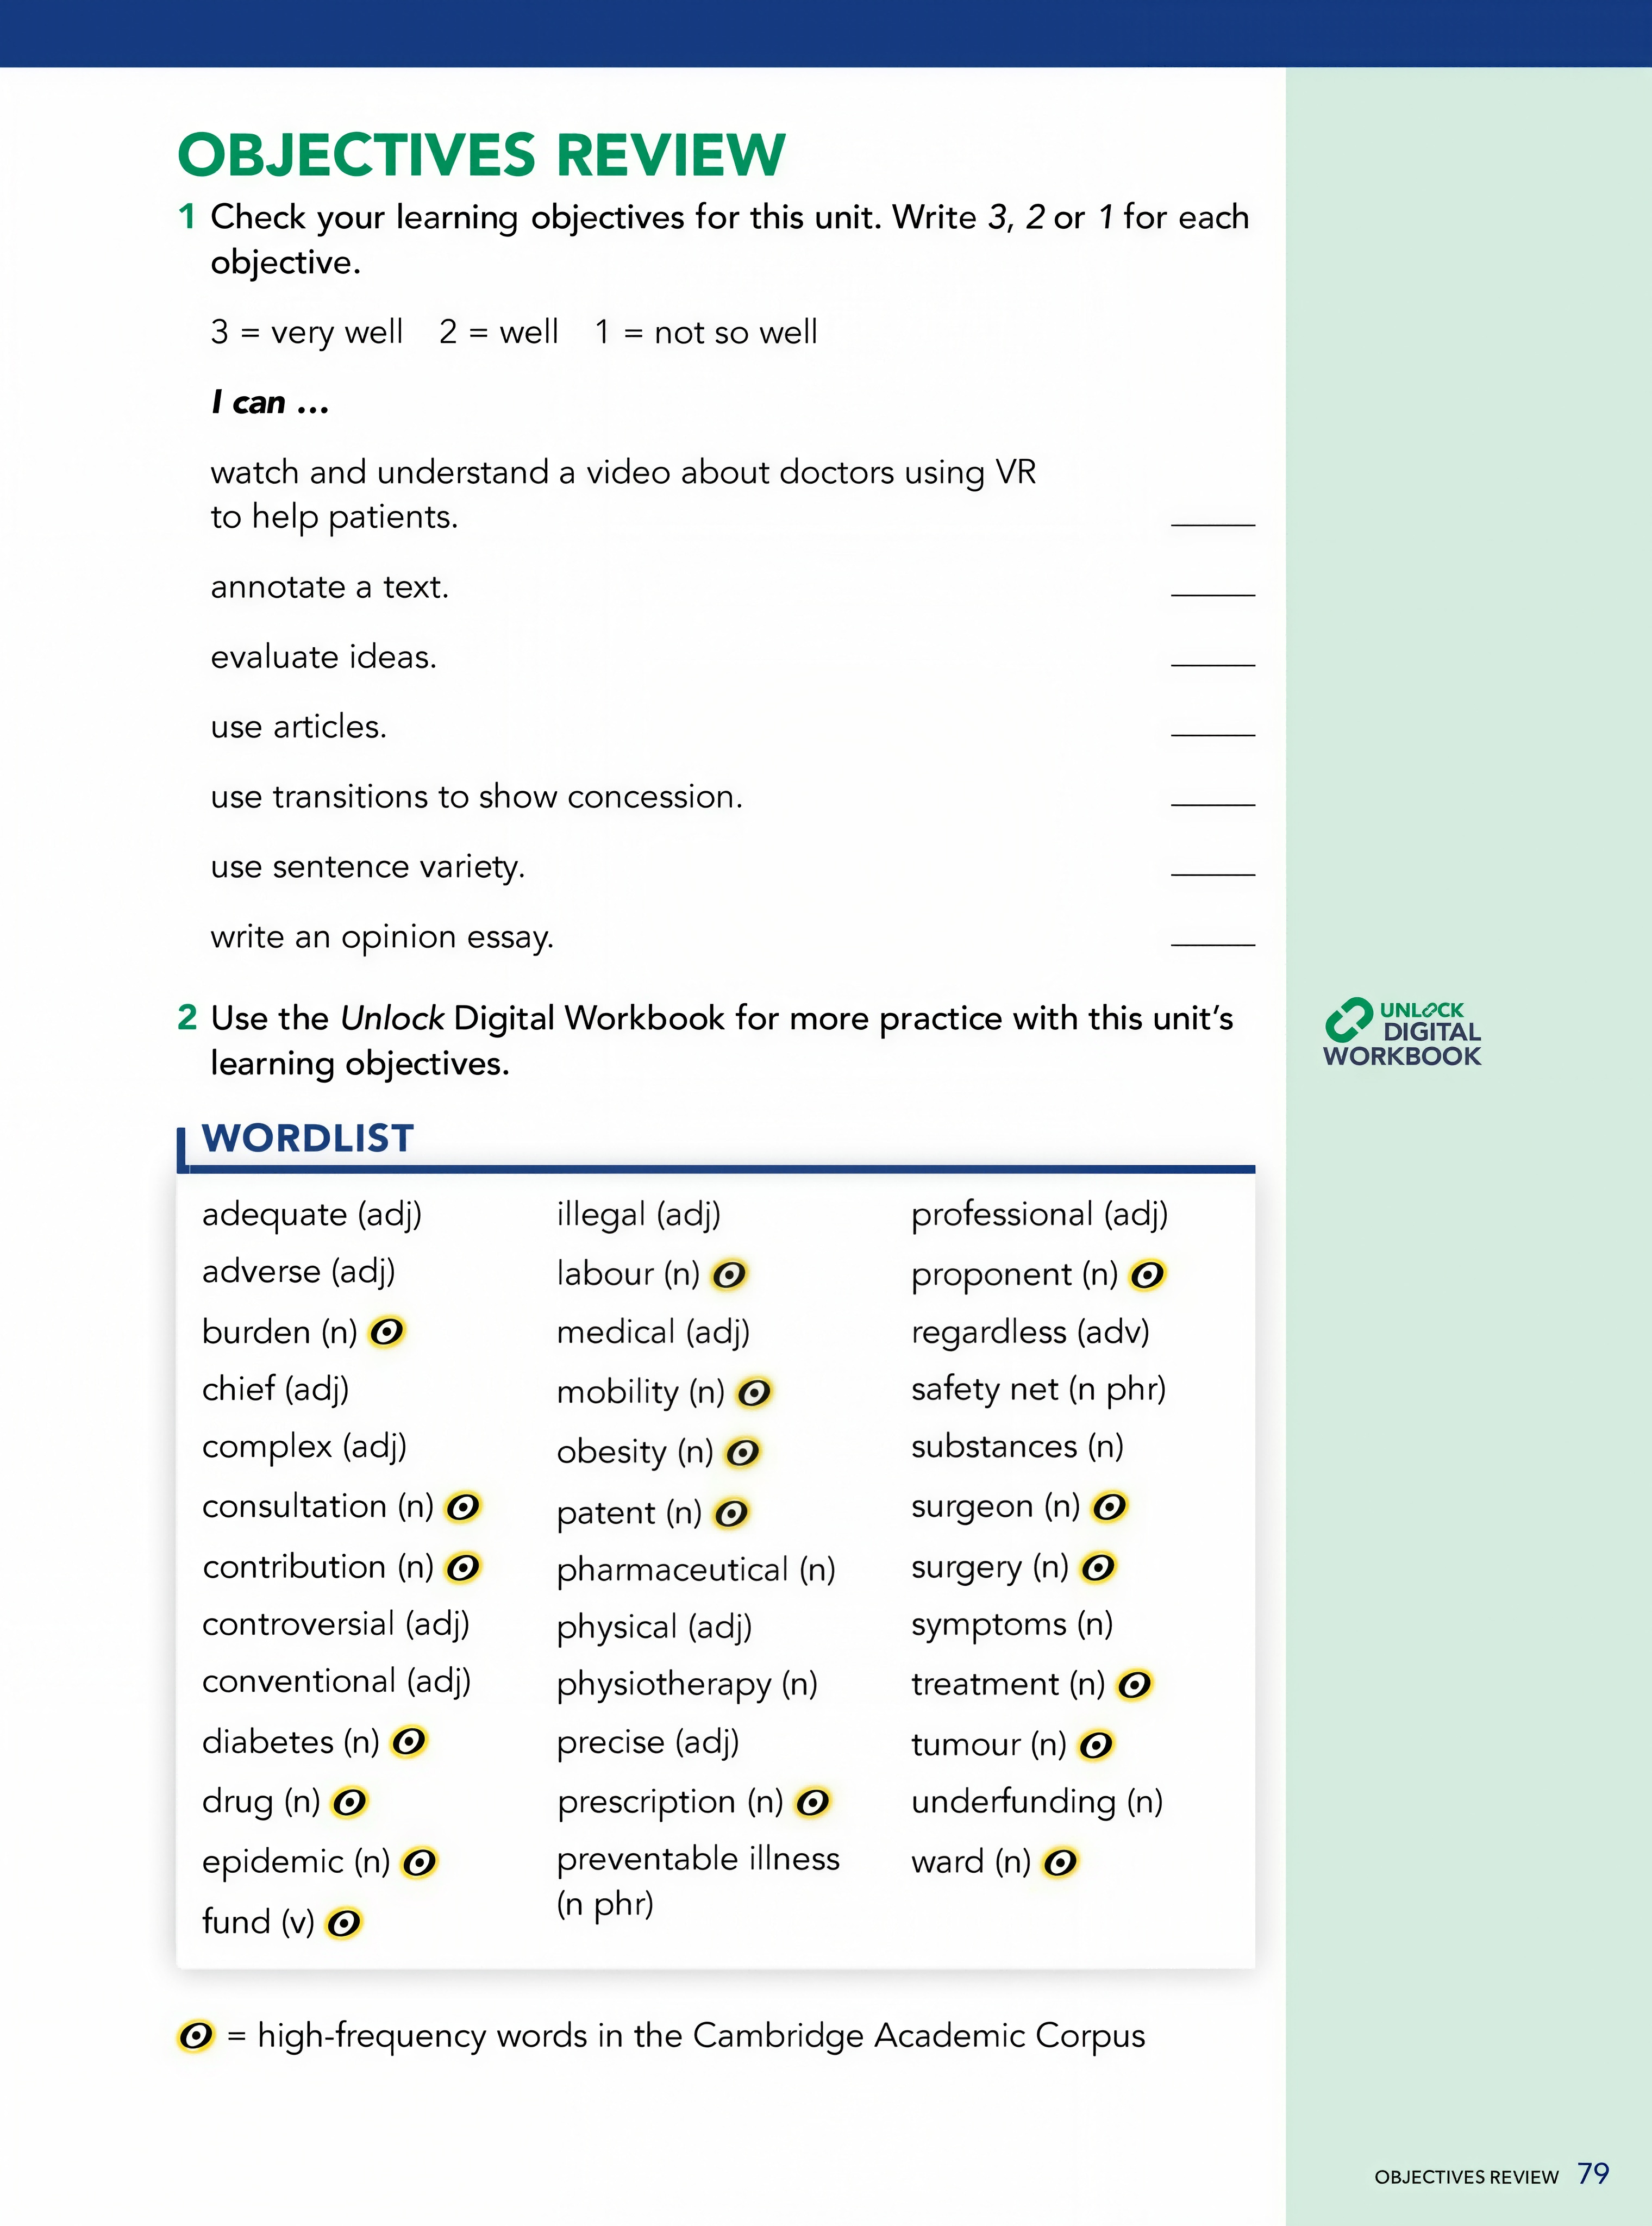 OBJECTIVES REVIEW
1 Check your learning objectives for this unit. Write 3, 2 or 1 for each
objective.
3 = very well 2 = well 1 = not so well
I can …
watch and understand a video about doctors using VR
to help patients.
annotate a text.
evaluate ideas.
use articles.
use transitions to show concession.
use sentence variety.
write an opinion essay.
2 Use the Unlock Digital Workbook for more practice with this unit’s
learning objectives.
UNLOCK
DIGITAL
WORKBOOK
WORDLIST
adequate (adj)
adverse (adj)
burden (n)
chief (adj)
complex (adj)
consultation (n)
contribution (n)
controversial (adj)
conventional (adj)
diabetes (n)
drug (n)
epidemic (n)
fund (v)
illegal (adj)
labour (n)
medical (adj)
mobility (n)
obesity (n)
patent (n)
pharmaceutical (n)
physical (adj)
physiotherapy (n)
precise (adj)
prescription (n)
preventable illness
(n phr)
professional (adj)
proponent (n)
regardless (adv)
safety net (n phr)
substances (n)
surgeon (n)
surgery (n)
symptoms (n)
treatment (n)
tumour (n)
underfunding (n)
ward (n)
= high-frequency words in the Cambridge Academic Corpus
OBJECTIVES REVIEW 79